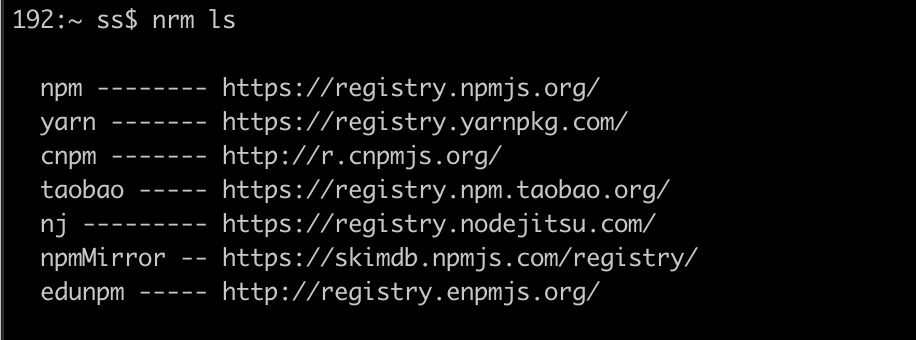 192:~ ss$ nrm ls
npm -------- https://registry.npmjs.org/
yarn ------- https://registry.yarnpkg.com/
cnpm ------- http://r.cnpmjs.org/
taobao ----- https://registry.npm.taobao.org/
nj --------- https://registry.nodejitsu.com/
npmMirror -- https://skimdb.npmjs.com/registry/
edunpm ----- http://registry.enpmjs.org/